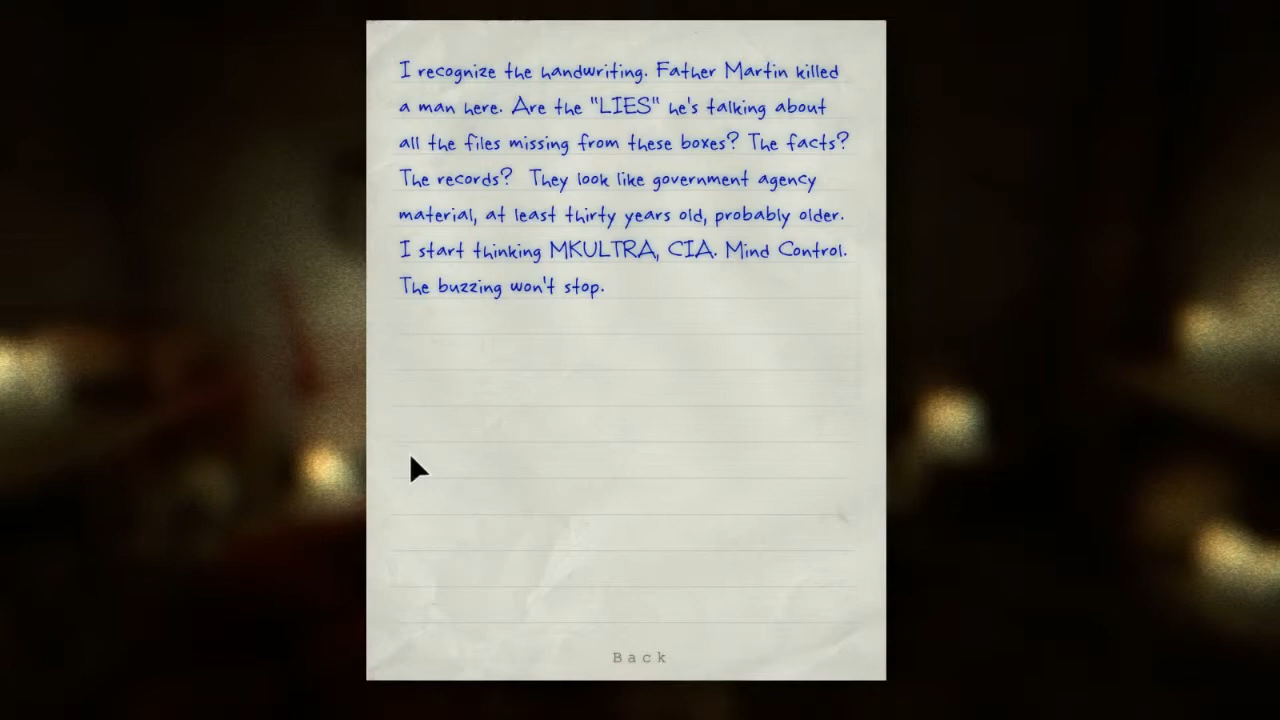 I recognize the handwriting. Father Martin killed
a man here. Are the "LIES" he's talking about
all the files missing from these boxes? The facts?
The records?  They look like government agency
material, at least thirty years old, probably older.
I start thinking MKULTRA, CIA. Mind Control.
The buzzing won't stop.
Back